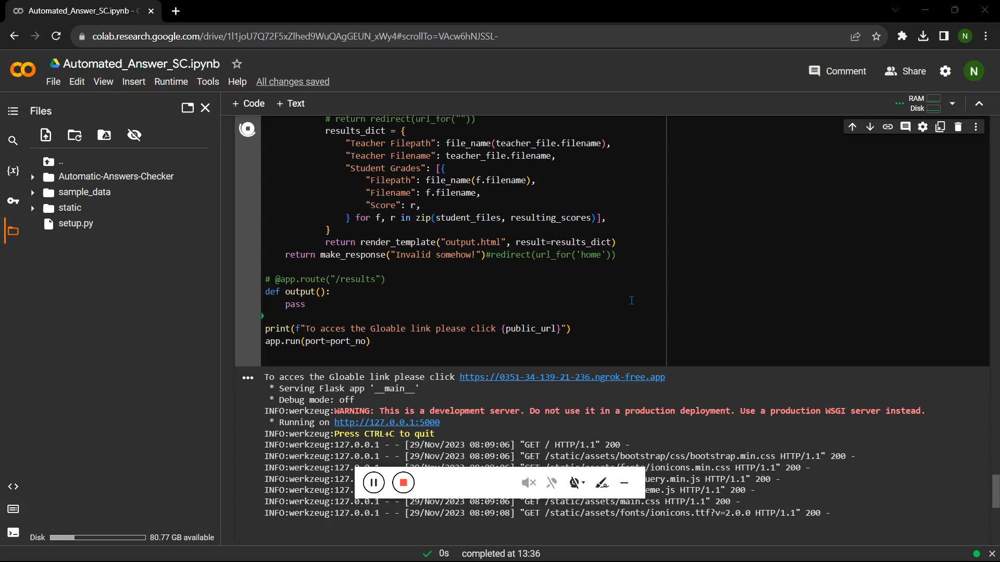 Automated_Answer_SC.ipynb - C
colab.research.google.com/drive/1l1joU7Q72F5xZlhed9WuQAgGEUN_xWy4#scrollTo=VAcw6hNJSSL-
N
Automated_Answer_SC.ipynb
File Edit View Insert Runtime Tools Help All changes saved
Comment Share N
Files
+ Code + Text
RAM
Disk
..
Automatic-Answers-Checker
sample_data
static
setup.py
{x}
# return redirect(url_for(""))
results_dict = {
"Teacher Filepath": file_name(teacher_file.filename),
"Teacher Filename": teacher_file.filename,
"Student Grades": [{
"Filepath": file_name(f.filename),
"Filename": f.filename,
"Score": r,
} for f, r in zip(student_files, resulting_scores)],
}
return render_template("output.html", result=results_dict)
return make_response("Invalid somehow!")#redirect(url_for('home'))
# @app.route("/results")
def output():
pass
print(f"To acces the Gloable link please click {public_url}")
app.run(port=port_no)
To acces the Gloable link please click https://0351-34-139-21-236.ngrok-free.app
* Serving Flask app '__main__'
* Debug mode: off
INFO:werkzeug:WARNING: This is a development server. Do not use it in a production deployment. Use a production WSGI server instead.
* Running on http://127.0.0.1:5000
INFO:werkzeug:Press CTRL+C to quit
INFO:werkzeug:127.0.0.1 - - [29/Nov/2023 08:09:06] "GET / HTTP/1.1" 200 -
INFO:werkzeug:127.0.0.1 - - [29/Nov/2023 08:09:06] "GET /static/assets/bootstrap/css/bootstrap.min.css HTTP/1.1" 200 -
INFO:werkzeug:127.0.0.1 - - [29/Nov/2023 08:09:06] "GET /static/assets/fonts/ionicons.min.css HTTP/1.1" 200 -
INFO:werkzeug:127. uery.min.js HTTP/1.1" 200 -
INFO:werkzeug:127. eme.js HTTP/1.1" 200 -
INFO:werkzeug:127.0.0.1 - - [29/Nov/2023 08:09:06] "GET /static/assets/main.css HTTP/1.1" 200 -
INFO:werkzeug:127.0.0.1 - - [29/Nov/2023 08:09:08] "GET /static/assets/fonts/ionicons.ttf?v=2.0.0 HTTP/1.1" 200 -
Disk 80.77 GB available
0s completed at 13:36